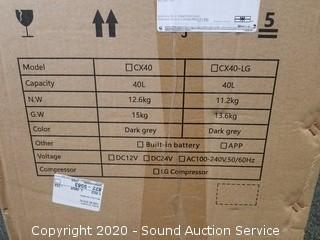 5
Model ☐CX40 ☐CX40-LG
Capacity 40L 40L
N.W 12.6kg 11.2kg
G.W 15kg 13.6kg
Color Dark grey Dark grey
Other ☐Built-in battery ☐APP
Voltage ☐DC12V ☐DC24V ☐AC100-240V,50/60Hz
Compressor ☐LG Compressor
Copyright 2020 - Sound Auction Service